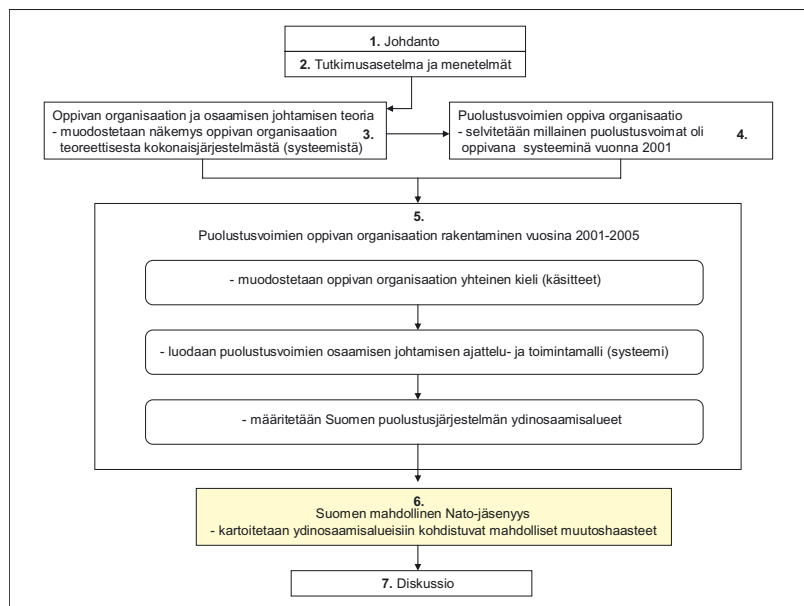 1. Johdanto
2. Tutkimusasetelma ja menetelmät
Oppivan organisaation ja osaamisen johtamisen teoria
- muodostetaan näkemys oppivan organisaation 3.
teoreettisesta kokonaisjärjestelmästä (systeemistä)
Puolustusvoimien oppiva organisaatio
- selvitetään millainen puolustusvoimat oli 4.
oppivana systeeminä vuonna 2001
5.
Puolustusvoimien oppivan organisaation rakentaminen vuosina 2001-2005
- muodostetaan oppivan organisaation yhteinen kieli (käsitteet)
- luodaan puolustusvoimien osaamisen johtamisen ajattelu- ja toimintamalli (systeemi)
- määritetään Suomen puolustusjärjestelmän ydinosaamisalueet
6.
Suomen mahdollinen Nato-jäsenyys
- kartoitetaan ydinosaamisalueisiin kohdistuvat mahdolliset muutoshaasteet
7. Diskussio